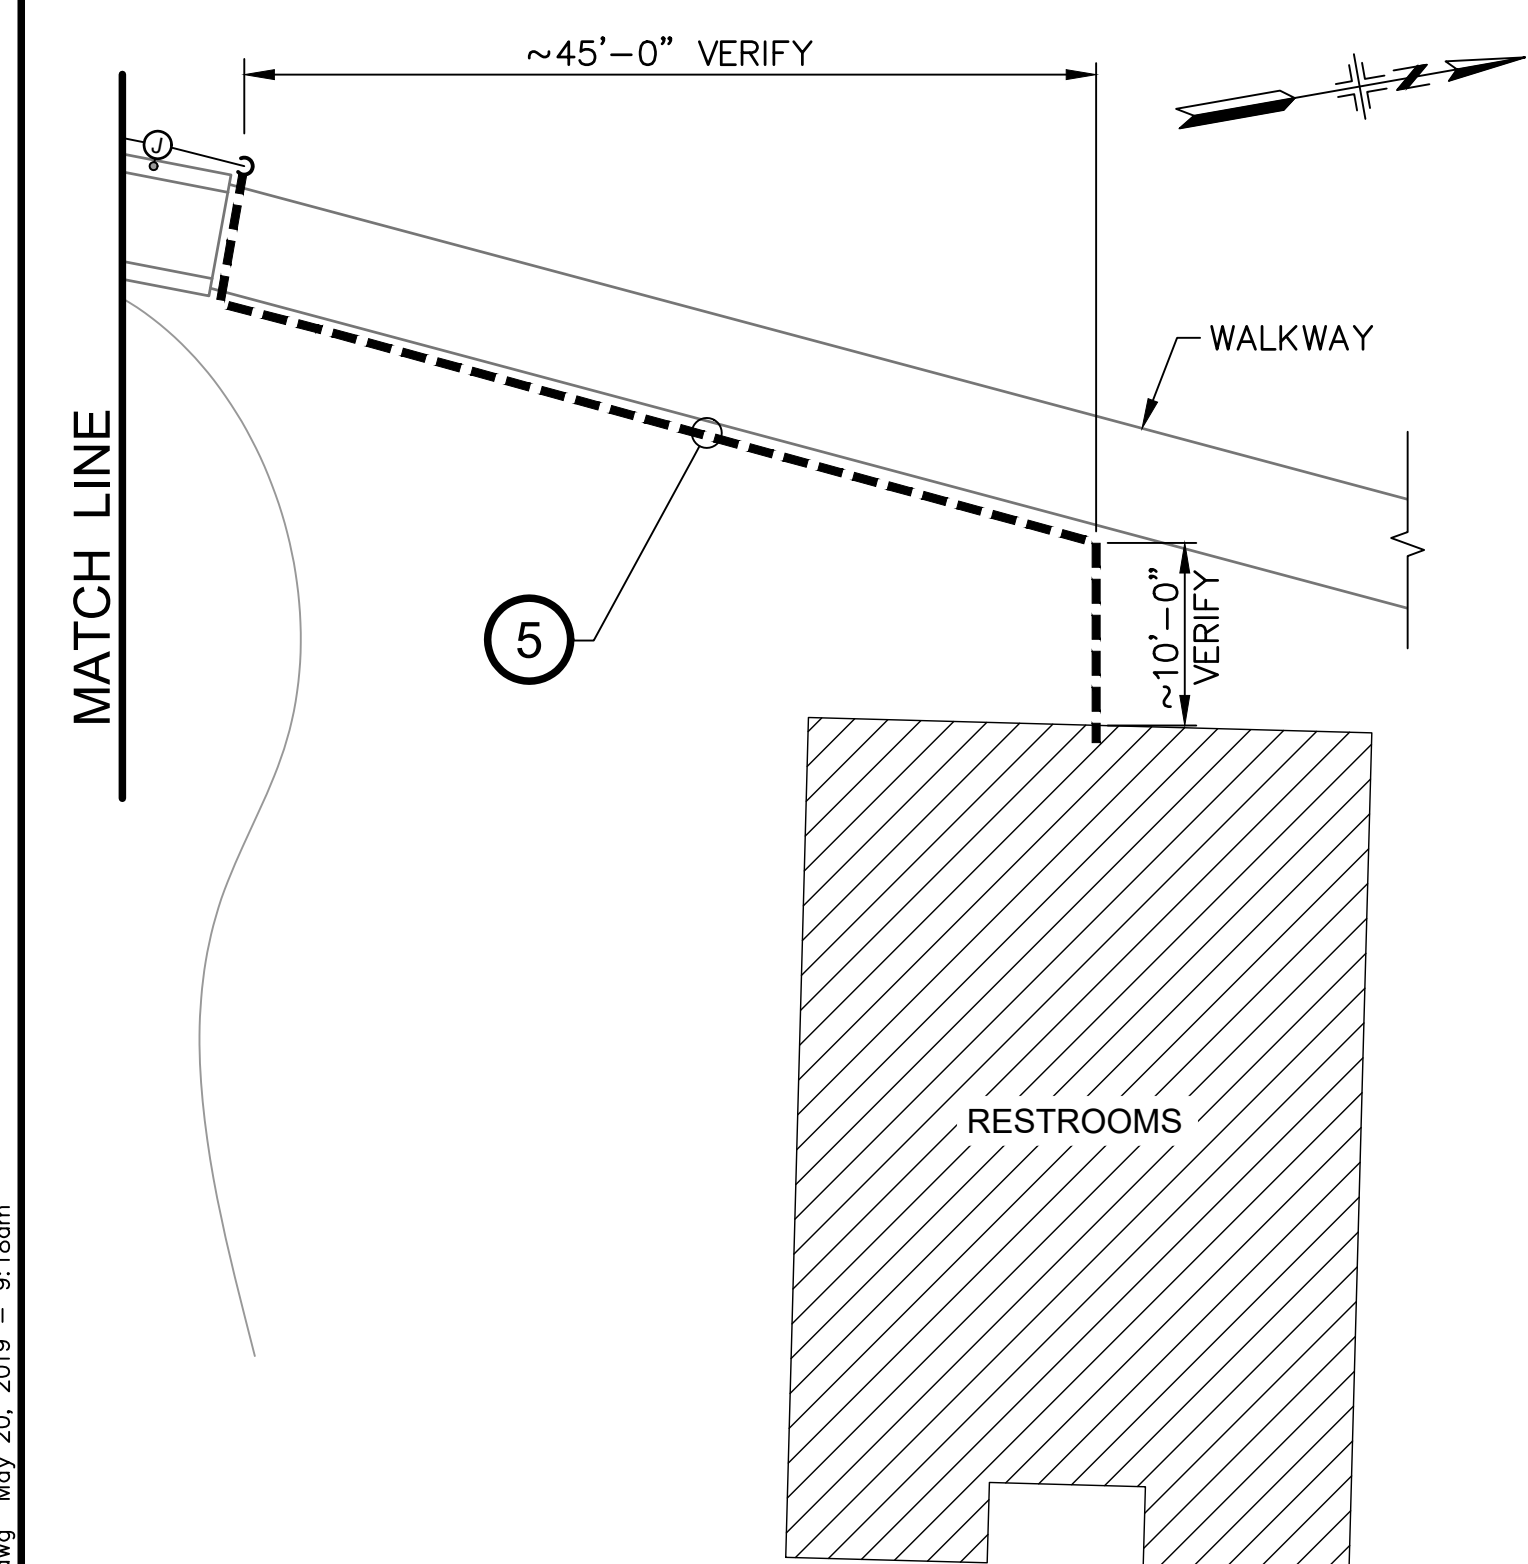 ~45'-0" VERIFY
J
N
WALKWAY
MATCH LINE
5
~10'-0"
VERIFY
RESTROOMS
May 20, 2019 - 9:18am